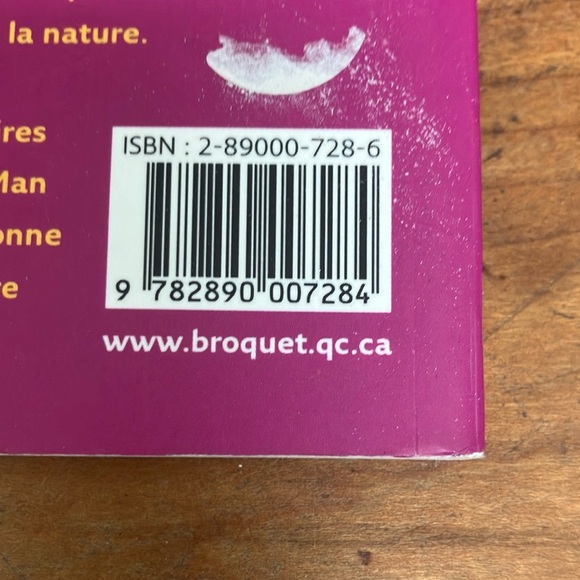 la nature.
ires
Man
onne
re
ISBN : 2-89000-728-6
9 782890 007284
www.broquet.qc.ca